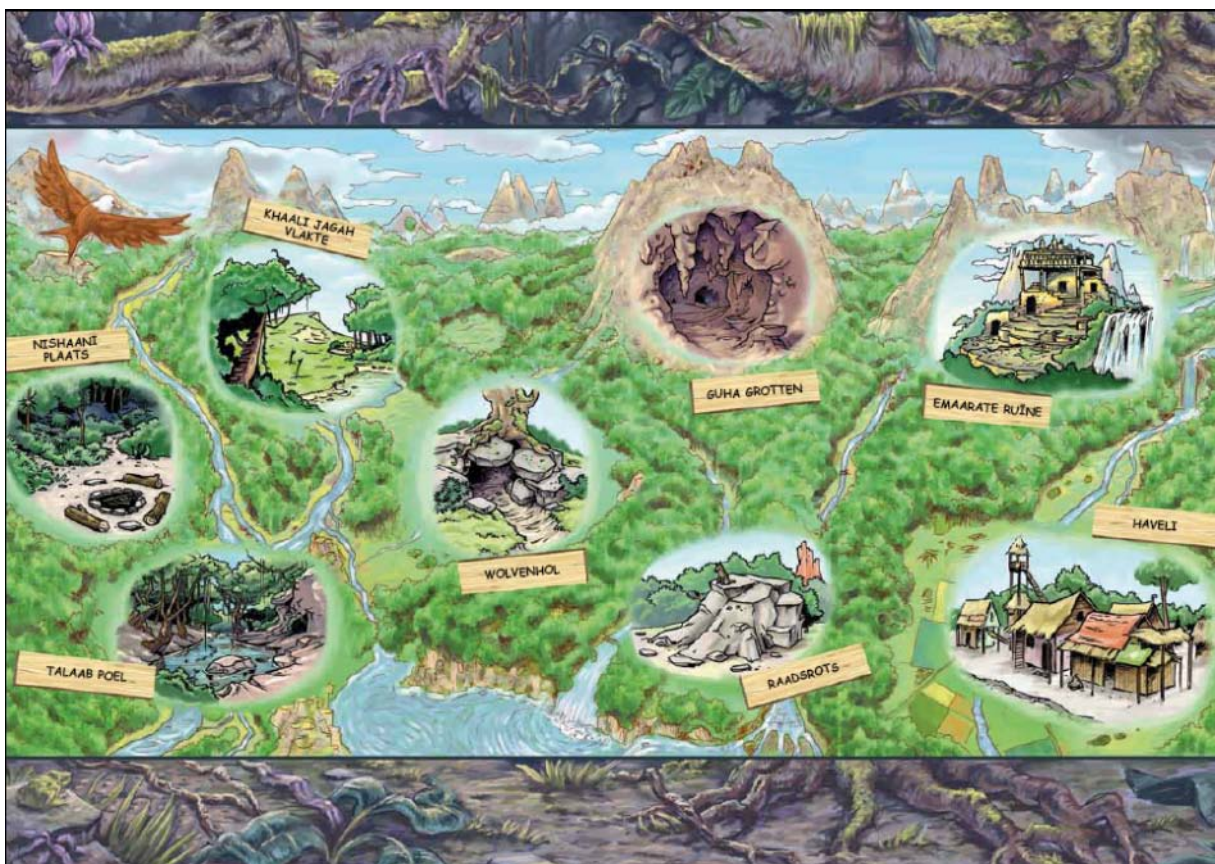 KHAALI JAGAH
VLAKTE
NISHAANI
PLAATS
GUHA GROTTEN
EMAARATE RUÏNE
HAVELI
WOLVENHOL
TALAAB POEL
RAADSROTS